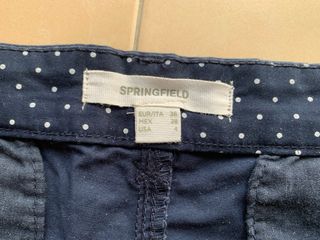 SPRINGFIELD
EUR/ITA 36
MEX 26
USA 4